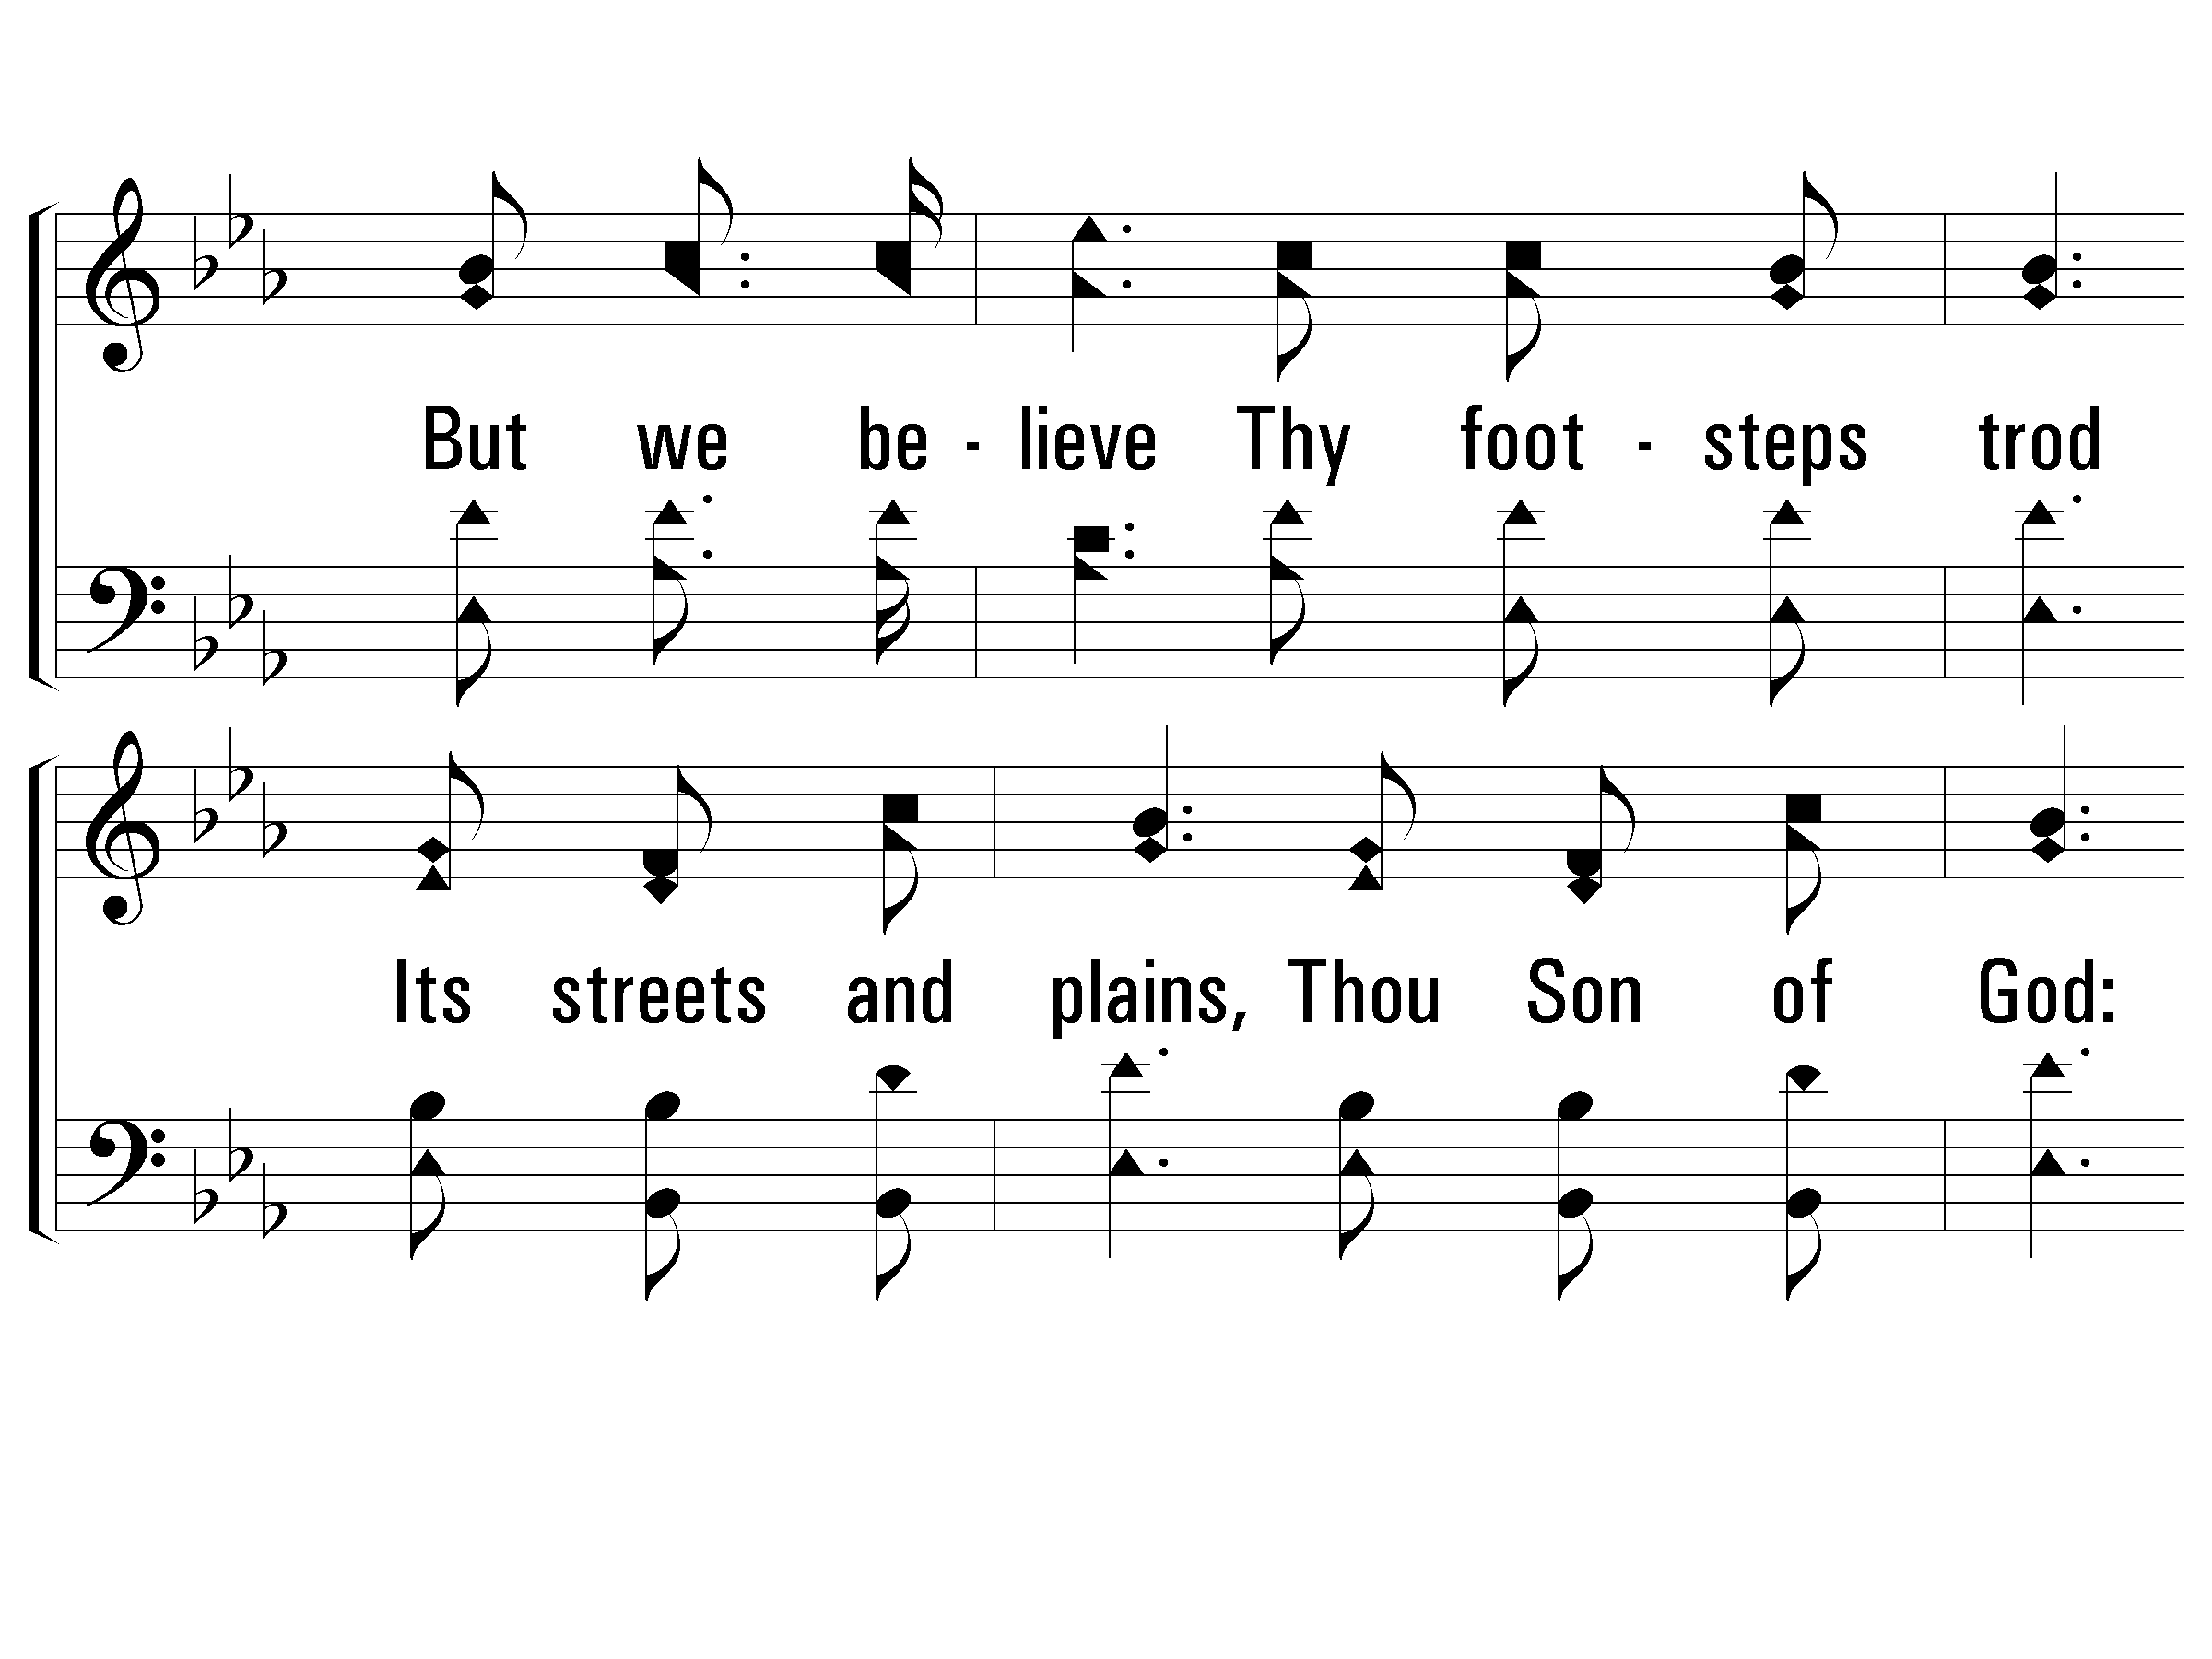 But we be - lieve Thy foot - steps trod
Its streets and plains, Thou Son of God: